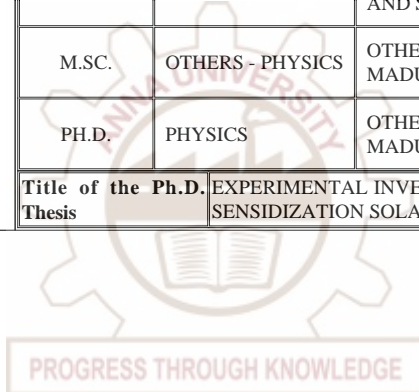 AND S
M.SC. OTHERS - PHYSICS OTHE
MADU
PH.D. PHYSICS OTHE
MADU
Title of the Ph.D. EXPERIMENTAL INVE
Thesis SENSIDIZATION SOLA
ANNA UNIVERSITY
PROGRESS THROUGH KNOWLEDGE